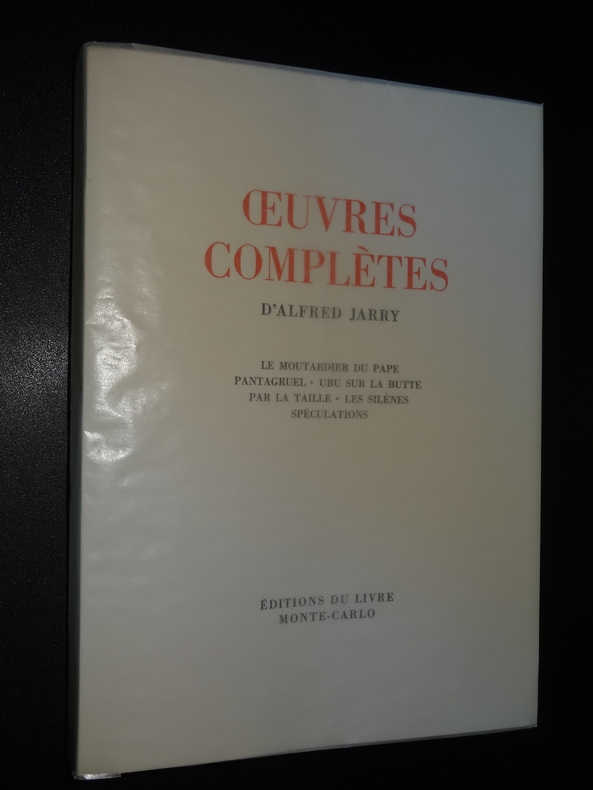 ŒUVRES
COMPLÈTES
D'ALFRED JARRY
LE MOUTARDIER DU PAPE
PANTAGRUEL • UBU SUR LA BUTTE
PAR LA TAILLE • LES SILÈNES
SPÉCULATIONS
ÉDITIONS DU LIVRE
MONTE-CARLO